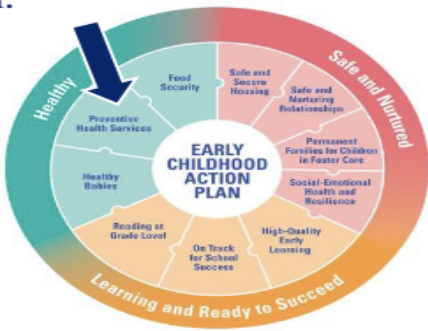 Healthy
Safe and Nurtured
Learning and Ready to Succeed
EARLY
CHILDHOOD
ACTION
PLAN
Food
Security
Safe and
Secure
Housing
Safe and
Nurturing
Relationships
Permanent
Families for Children
in Foster Care
Social-Emotional
Health and
Resilience
High-Quality
Early
Learning
On Track
for School
Success
Reading at
Grade Level
Healthy
Babies
Preventive
Health Services